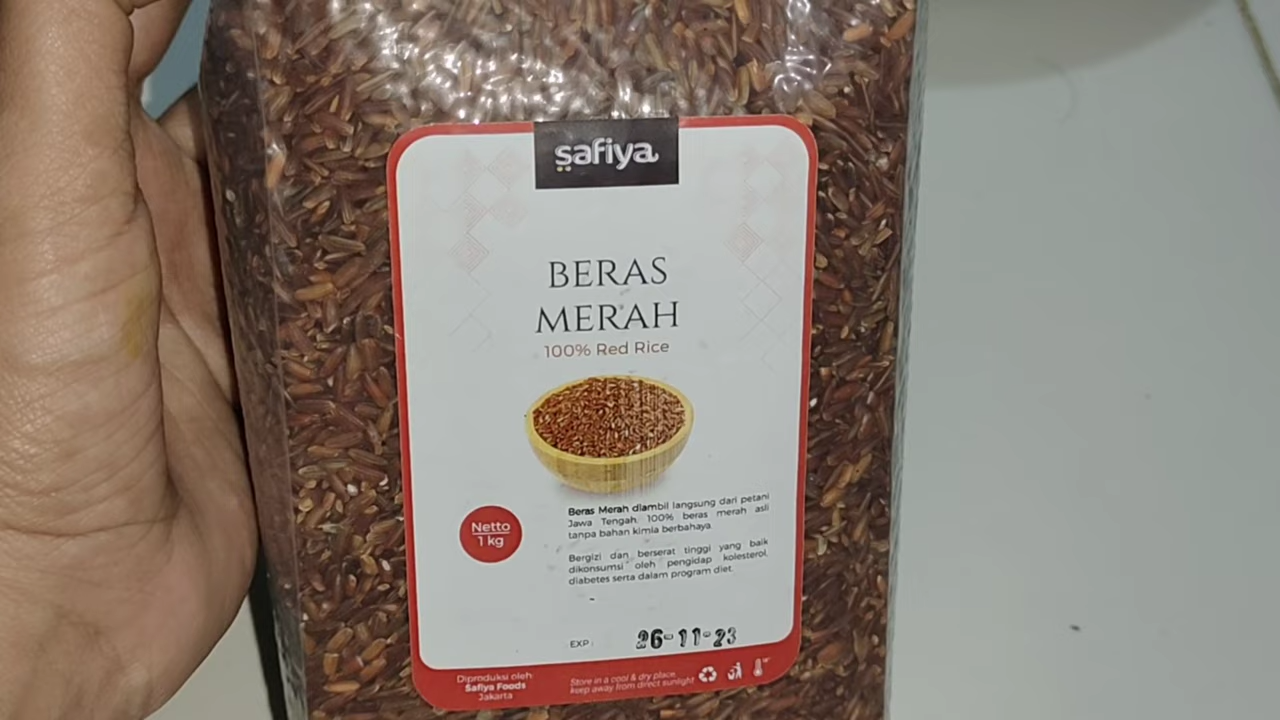 safiya
BERAS
MERAH
100% Red Rice
Netto
1 kg
Beras Merah diambil langsung dari petani
Jawa Tengah 100% beras merah asli
tanpa bahan kimia berbahaya.
Bergizi dan berserat tinggi yang baik
dikonsumsi oleh pengidap kolesterol,
diabetes serta dalam program diet.
EXP : 26-11-23
Diproduksi oleh
Safiya Foods
Jakarta
Store in a cool & dry place,
keep away from direct sunlight